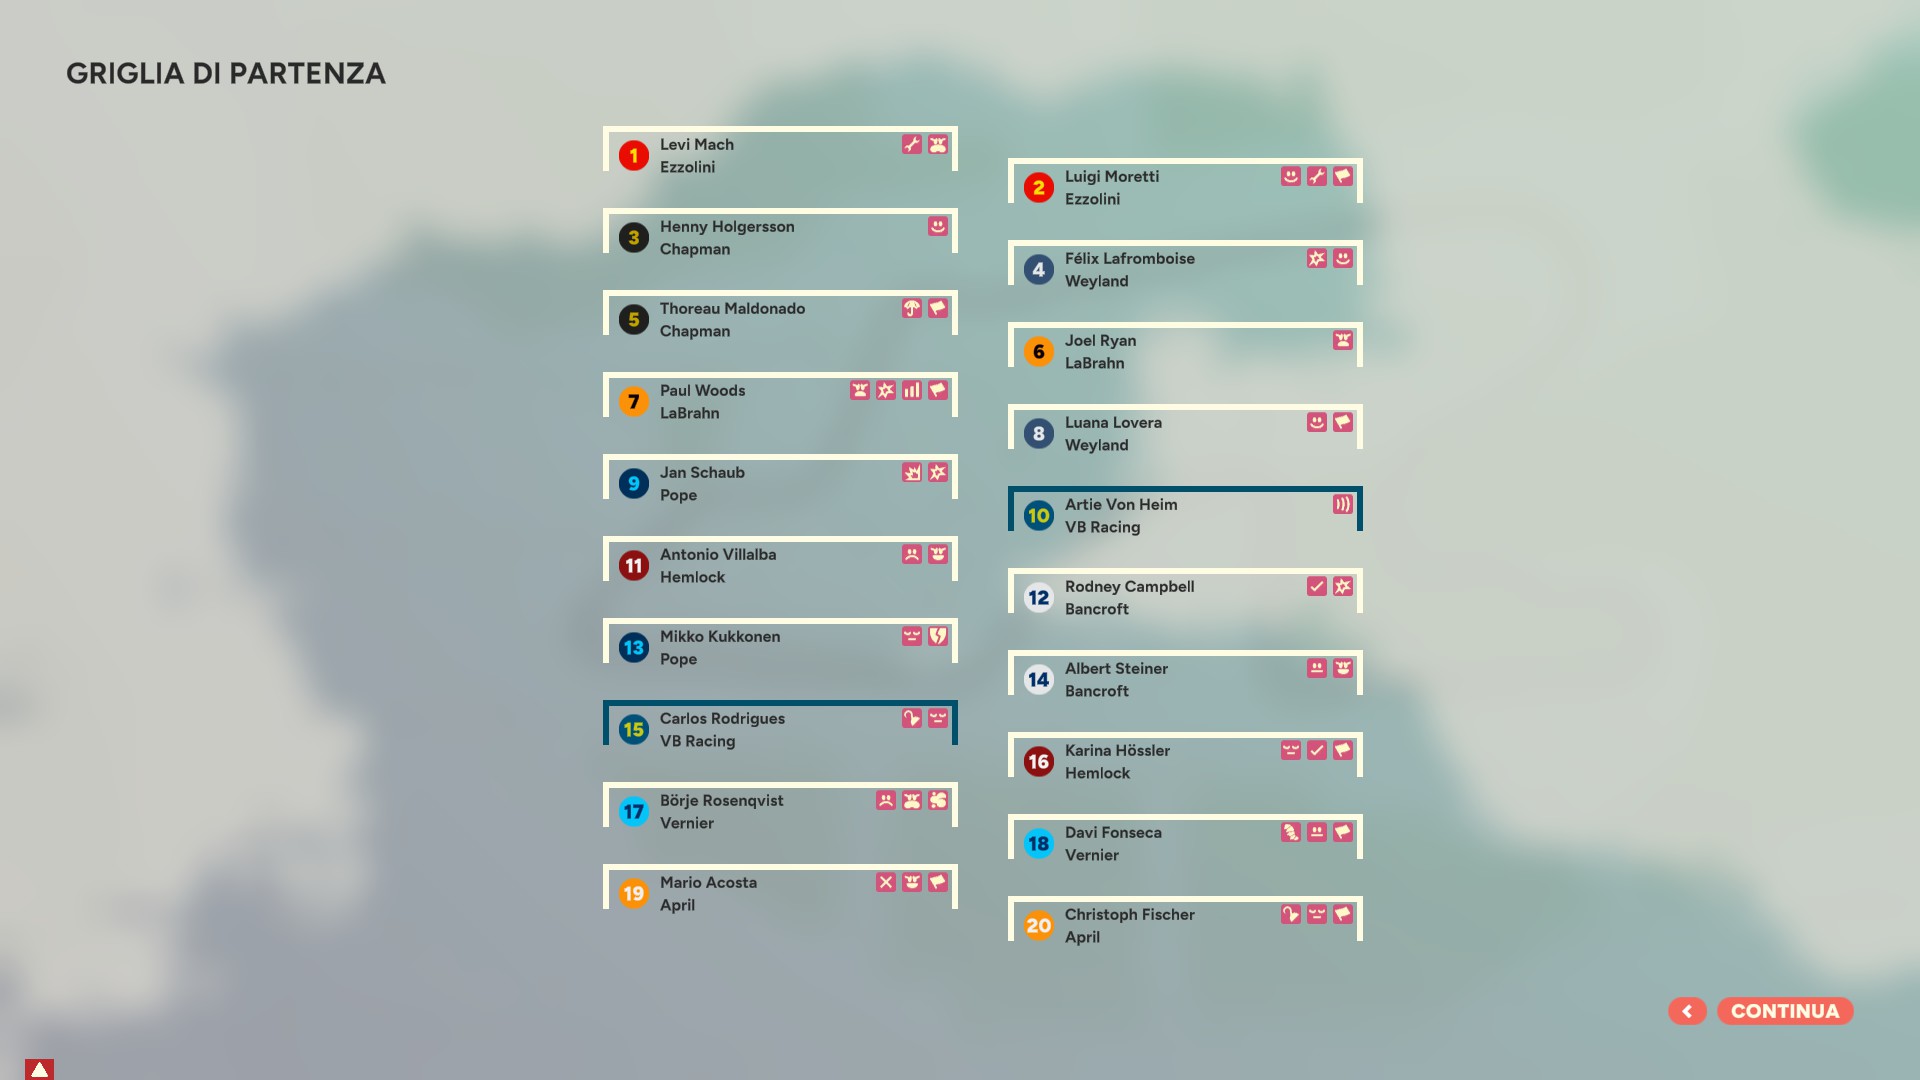 GRIGLIA DI PARTENZA
1
Levi Mach
Ezzolini
2
Luigi Moretti
Ezzolini
3
Henny Holgersson
Chapman
4
Félix Lafromboise
Weyland
5
Thoreau Maldonado
Chapman
6
Joel Ryan
LaBrahn
7
Paul Woods
LaBrahn
8
Luana Lovera
Weyland
9
Jan Schaub
Pope
10
Artie Von Heim
VB Racing
11
Antonio Villalba
Hemlock
12
Rodney Campbell
Bancroft
13
Mikko Kukkonen
Pope
14
Albert Steiner
Bancroft
15
Carlos Rodrigues
VB Racing
16
Karina Hössler
Hemlock
17
Börje Rosenqvist
Vernier
18
Davi Fonseca
Vernier
19
Mario Acosta
April
20
Christoph Fischer
April
CONTINUA